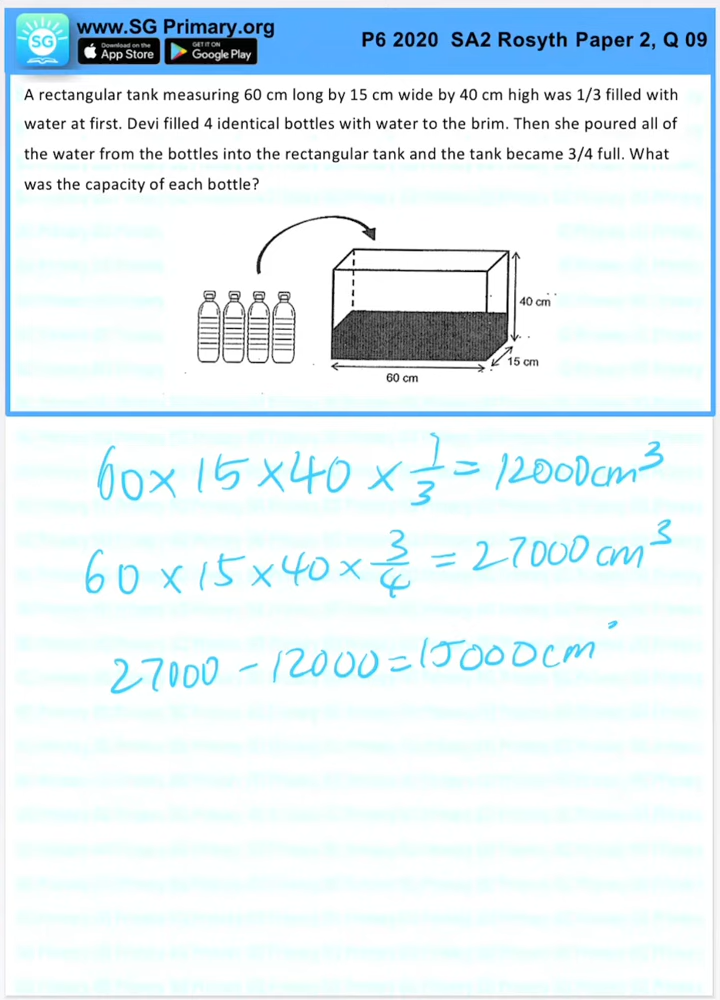 www.SG Primary.org
SG
Download on the
App Store
GET IT ON
Google Play
P6 2020 SA2 Rosyth Paper 2, Q 09
A rectangular tank measuring 60 cm long by 15 cm wide by 40 cm high was 1/3 filled with
water at first. Devi filled 4 identical bottles with water to the brim. Then she poured all of
the water from the bottles into the rectangular tank and the tank became 3/4 full. What
was the capacity of each bottle?
40 cm
15 cm
60 cm
60 × 15 × 40 × 1/3 = 12000 cm³
60 × 15 × 40 × 3/4 = 27000 cm³
27000 - 12000 = 15000 cm